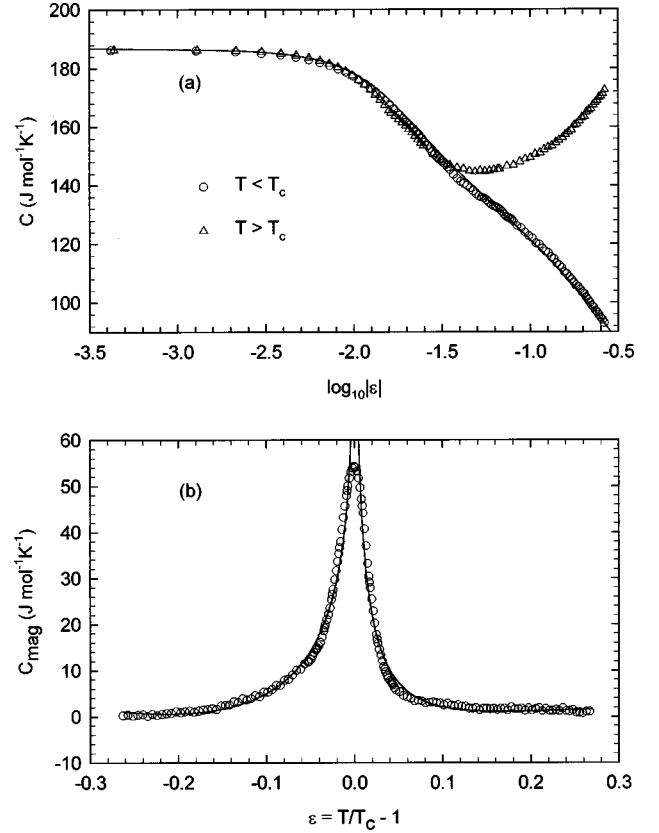 200
180
160
140
120
100
C (J mol⁻¹K⁻¹)
(a)
T < Tc
T > Tc
-3.5 -3.0 -2.5 -2.0 -1.5 -1.0 -0.5
log₁₀|ε|
60
50
40
30
20
10
0
-10
Cmag (J mol⁻¹K⁻¹)
(b)
-0.3 -0.2 -0.1 0.0 0.1 0.2 0.3
ε = T/TC - 1